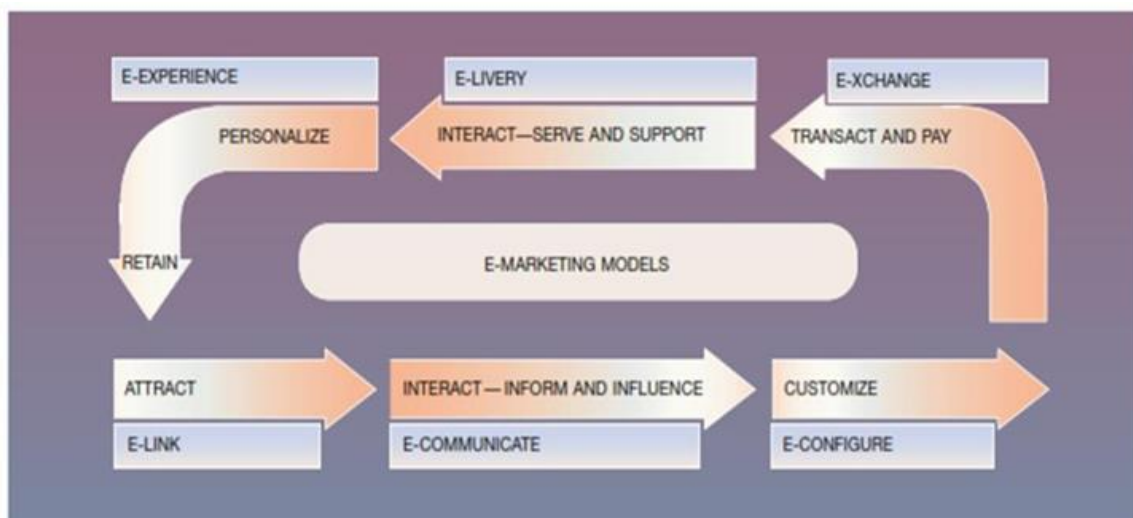 E-EXPERIENCE
E-LIVERY
E-XCHANGE
PERSONALIZE
INTERACT—SERVE AND SUPPORT
TRANSACT AND PAY
RETAIN
E-MARKETING MODELS
ATTRACT
INTERACT — INFORM AND INFLUENCE
CUSTOMIZE
E-LINK
E-COMMUNICATE
E-CONFIGURE